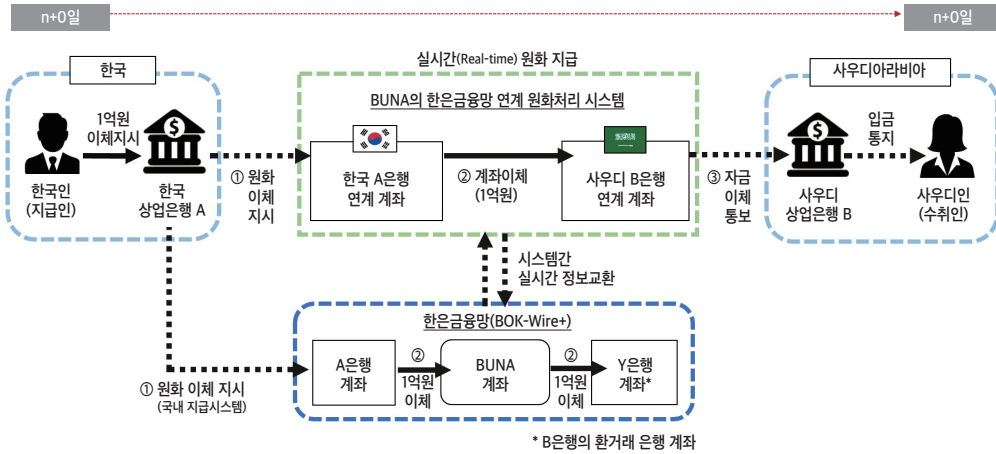 n+0일
n+0일
실시간(Real-time) 원화 지급
한국
BUNA의 한은금융망 연계 원화처리 시스템
사우디아라비아
1억원
이체지시
한국인
(지급인)
한국
상업은행 A
① 원화
이체
지시
한국 A은행
연계 계좌
② 계좌이체
(1억원)
사우디 B은행
연계 계좌
③ 자금
이체
통보
사우디
상업은행 B
입금
통지
사우디인
(수취인)
시스템간
실시간 정보교환
한은금융망(BOK-Wire+)
① 원화 이체 지시
(국내 지급시스템)
A은행
계좌
②
1억원
이체
BUNA
계좌
②
1억원
이체
Y은행
계좌*
* B은행의 환거래 은행 계좌